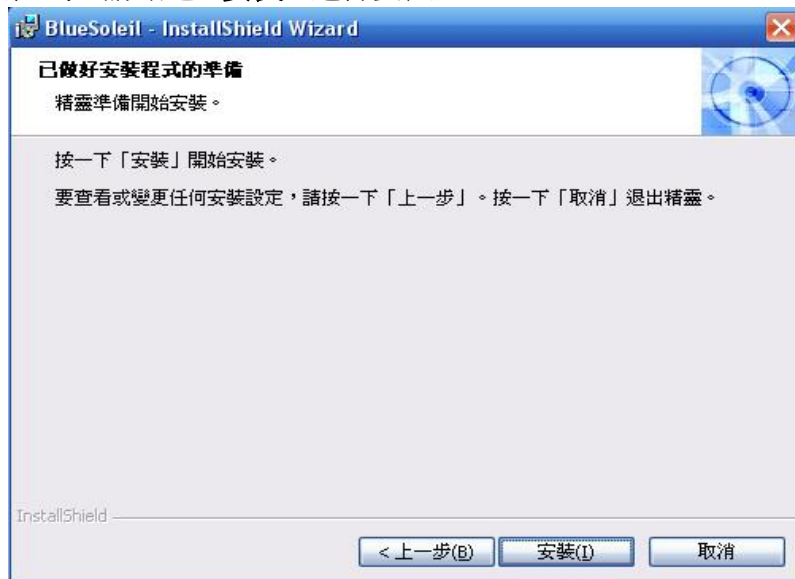 BlueSoleil - InstallShield Wizard
已做好安裝程式的準備
精靈準備開始安裝。
按一下「安裝」開始安裝。
要查看或變更任何安裝設定，請按一下「上一步」。按一下「取消」退出精靈。
InstallShield
< 上一步(B) 安裝(I) 取消